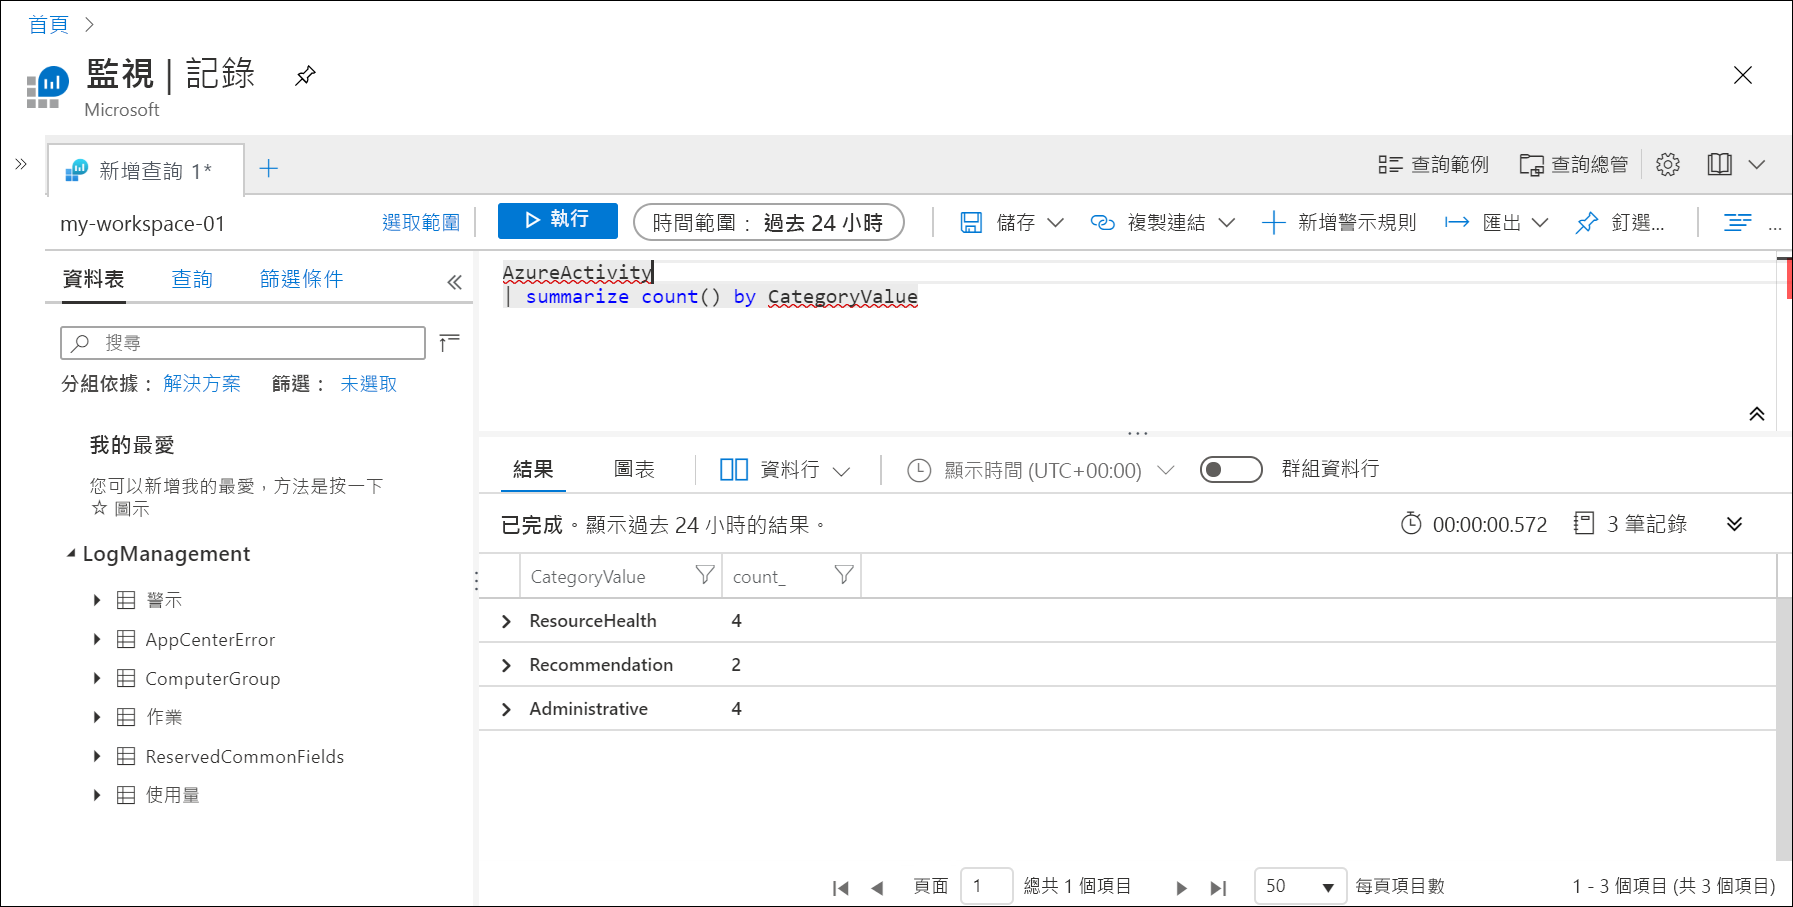 首頁
監視 | 記錄
Microsoft
新增查詢 1*
查詢範例
查詢總管
my-workspace-01
選取範圍
執行
時間範圍： 過去 24 小時
儲存
複製連結
新增警示規則
匯出
釘選...
...
資料表
查詢
篩選條件
AzureActivity
| summarize count() by CategoryValue
搜尋
分組依據： 解決方案
篩選： 未選取
我的最愛
您可以新增我的最愛，方法是按一下
☆ 圖示
LogManagement
警示
AppCenterError
ComputerGroup
作業
ReservedCommonFields
使用量
結果
圖表
資料行
顯示時間 (UTC+00:00)
群組資料行
已完成。顯示過去 24 小時的結果。
00:00:00.572
3 筆記錄
CategoryValue count_
ResourceHealth 4
Recommendation 2
Administrative 4
頁面 1 總共 1 個項目
50 每頁項目數
1 - 3 個項目 (共 3 個項目)